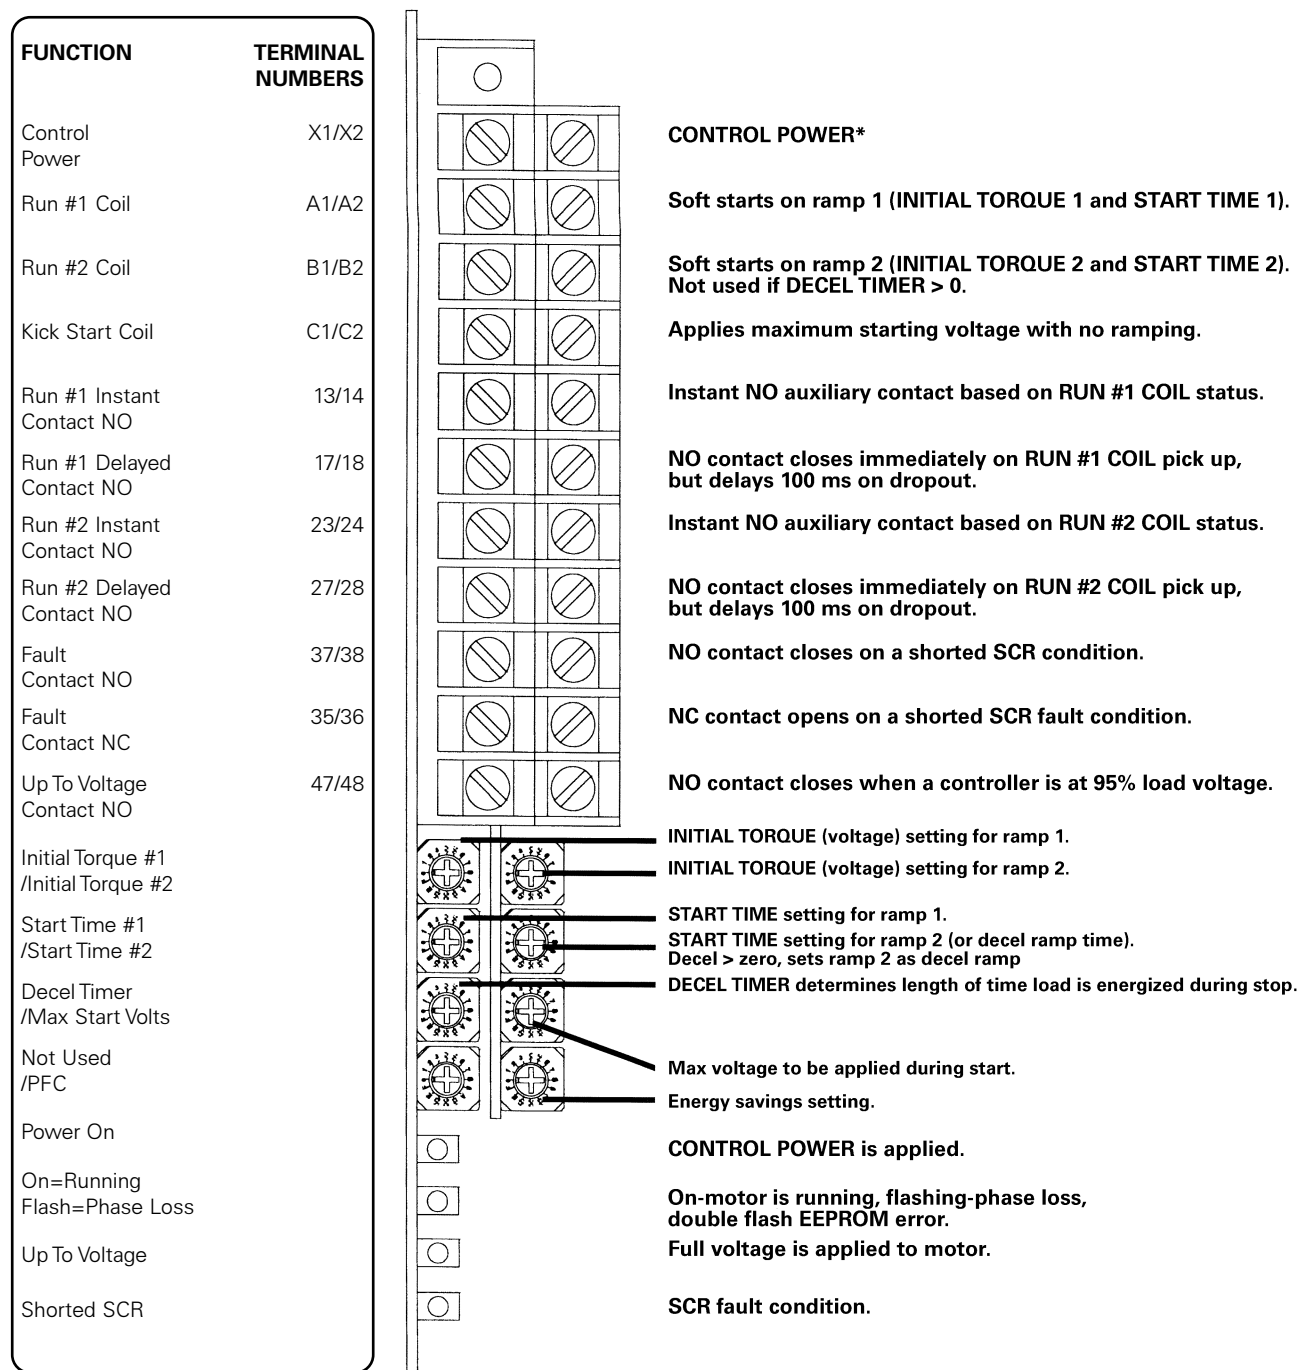 FUNCTION TERMINAL
NUMBERS
Control X1/X2
Power
CONTROL POWER*
Run #1 Coil A1/A2
Soft starts on ramp 1 (INITIAL TORQUE 1 and START TIME 1).
Run #2 Coil B1/B2
Soft starts on ramp 2 (INITIAL TORQUE 2 and START TIME 2).
Not used if DECEL TIMER > 0.
Kick Start Coil C1/C2
Applies maximum starting voltage with no ramping.
Run #1 Instant 13/14
Contact NO
Instant NO auxiliary contact based on RUN #1 COIL status.
Run #1 Delayed 17/18
Contact NO
NO contact closes immediately on RUN #1 COIL pick up,
but delays 100 ms on dropout.
Run #2 Instant 23/24
Contact NO
Instant NO auxiliary contact based on RUN #2 COIL status.
Run #2 Delayed 27/28
Contact NO
NO contact closes immediately on RUN #2 COIL pick up,
but delays 100 ms on dropout.
Fault 37/38
Contact NO
NO contact closes on a shorted SCR condition.
Fault 35/36
Contact NC
NC contact opens on a shorted SCR fault condition.
Up To Voltage 47/48
Contact NO
NO contact closes when a controller is at 95% load voltage.
Initial Torque #1
/Initial Torque #2
INITIAL TORQUE (voltage) setting for ramp 1.
INITIAL TORQUE (voltage) setting for ramp 2.
Start Time #1
/Start Time #2
START TIME setting for ramp 1.
START TIME setting for ramp 2 (or decel ramp time).
Decel > zero, sets ramp 2 as decel ramp
Decel Timer
/Max Start Volts
DECEL TIMER determines length of time load is energized during stop.
Max voltage to be applied during start.
Not Used
/PFC
Energy savings setting.
Power On
CONTROL POWER is applied.
On=Running
Flash=Phase Loss
On-motor is running, flashing-phase loss,
double flash EEPROM error.
Up To Voltage
Full voltage is applied to motor.
Shorted SCR
SCR fault condition.